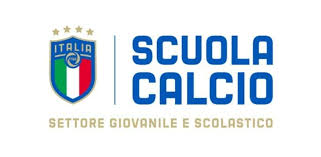 ITALIA
SCUOLA
CALCIO
SETTORE GIOVANILE E SCOLASTICO